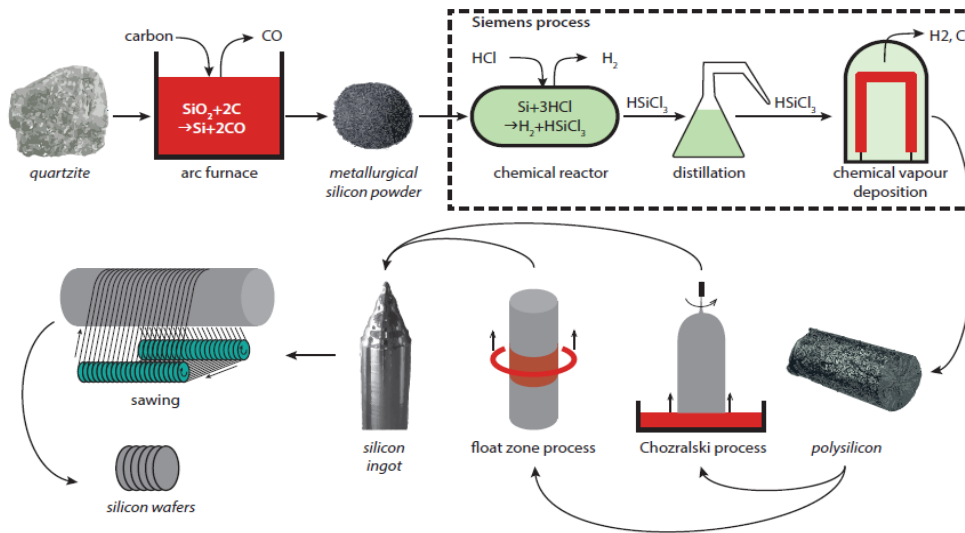 Siemens process
carbon
CO
SiO₂+2C
→Si+2CO
quartzite
arc furnace
metallurgical
silicon powder
HCl
H₂
Si+3HCl
→H₂+HSiCl₃
chemical reactor
HSiCl₃
distillation
HSiCl₃
H2, C
chemical vapour
deposition
sawing
silicon wafers
silicon
ingot
float zone process
Chozralski process
polysilicon